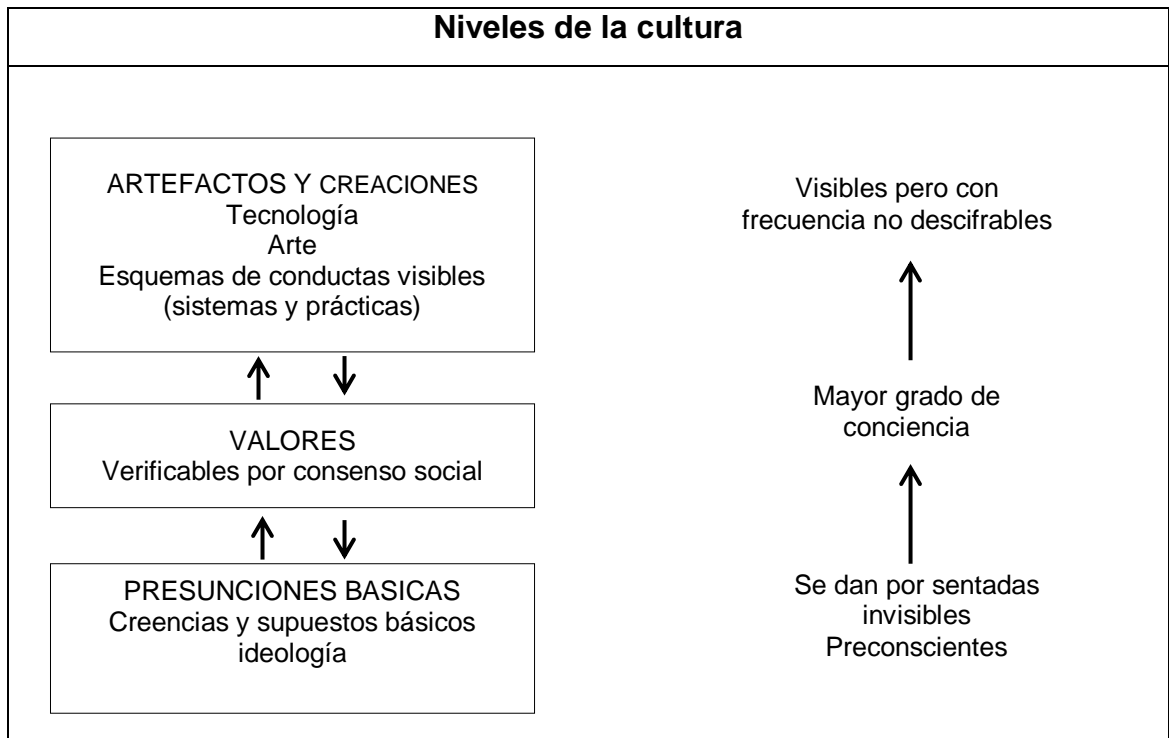 Niveles de la cultura
ARTEFACTOS Y CREACIONES
Tecnología
Arte
Esquemas de conductas visibles
(sistemas y prácticas)
Visibles pero con
frecuencia no descifrables
VALORES
Verificables por consenso social
Mayor grado de
conciencia
PRESUNCIONES BASICAS
Creencias y supuestos básicos
ideología
Se dan por sentadas
invisibles
Preconscientes